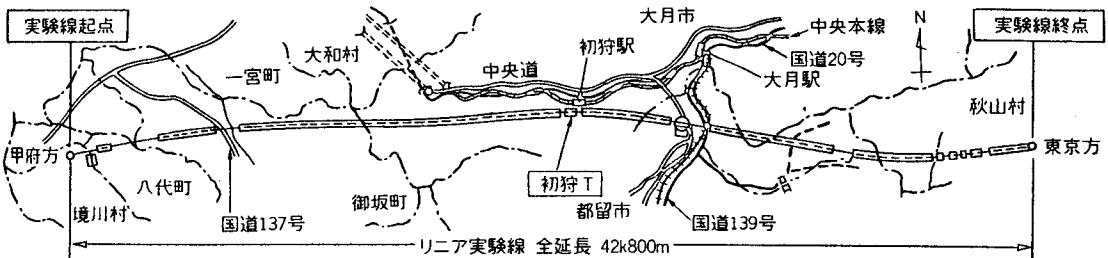 実験線起点
大月市
中央本線
N
実験線終点
大和村
初狩駅
一宮町
中央道
国道20号
大月駅
秋山村
甲府方
東京方
八代町
初狩T
境川村
御坂町
都留市
国道137号
国道139号
リニア実験線 全延長 42k800m